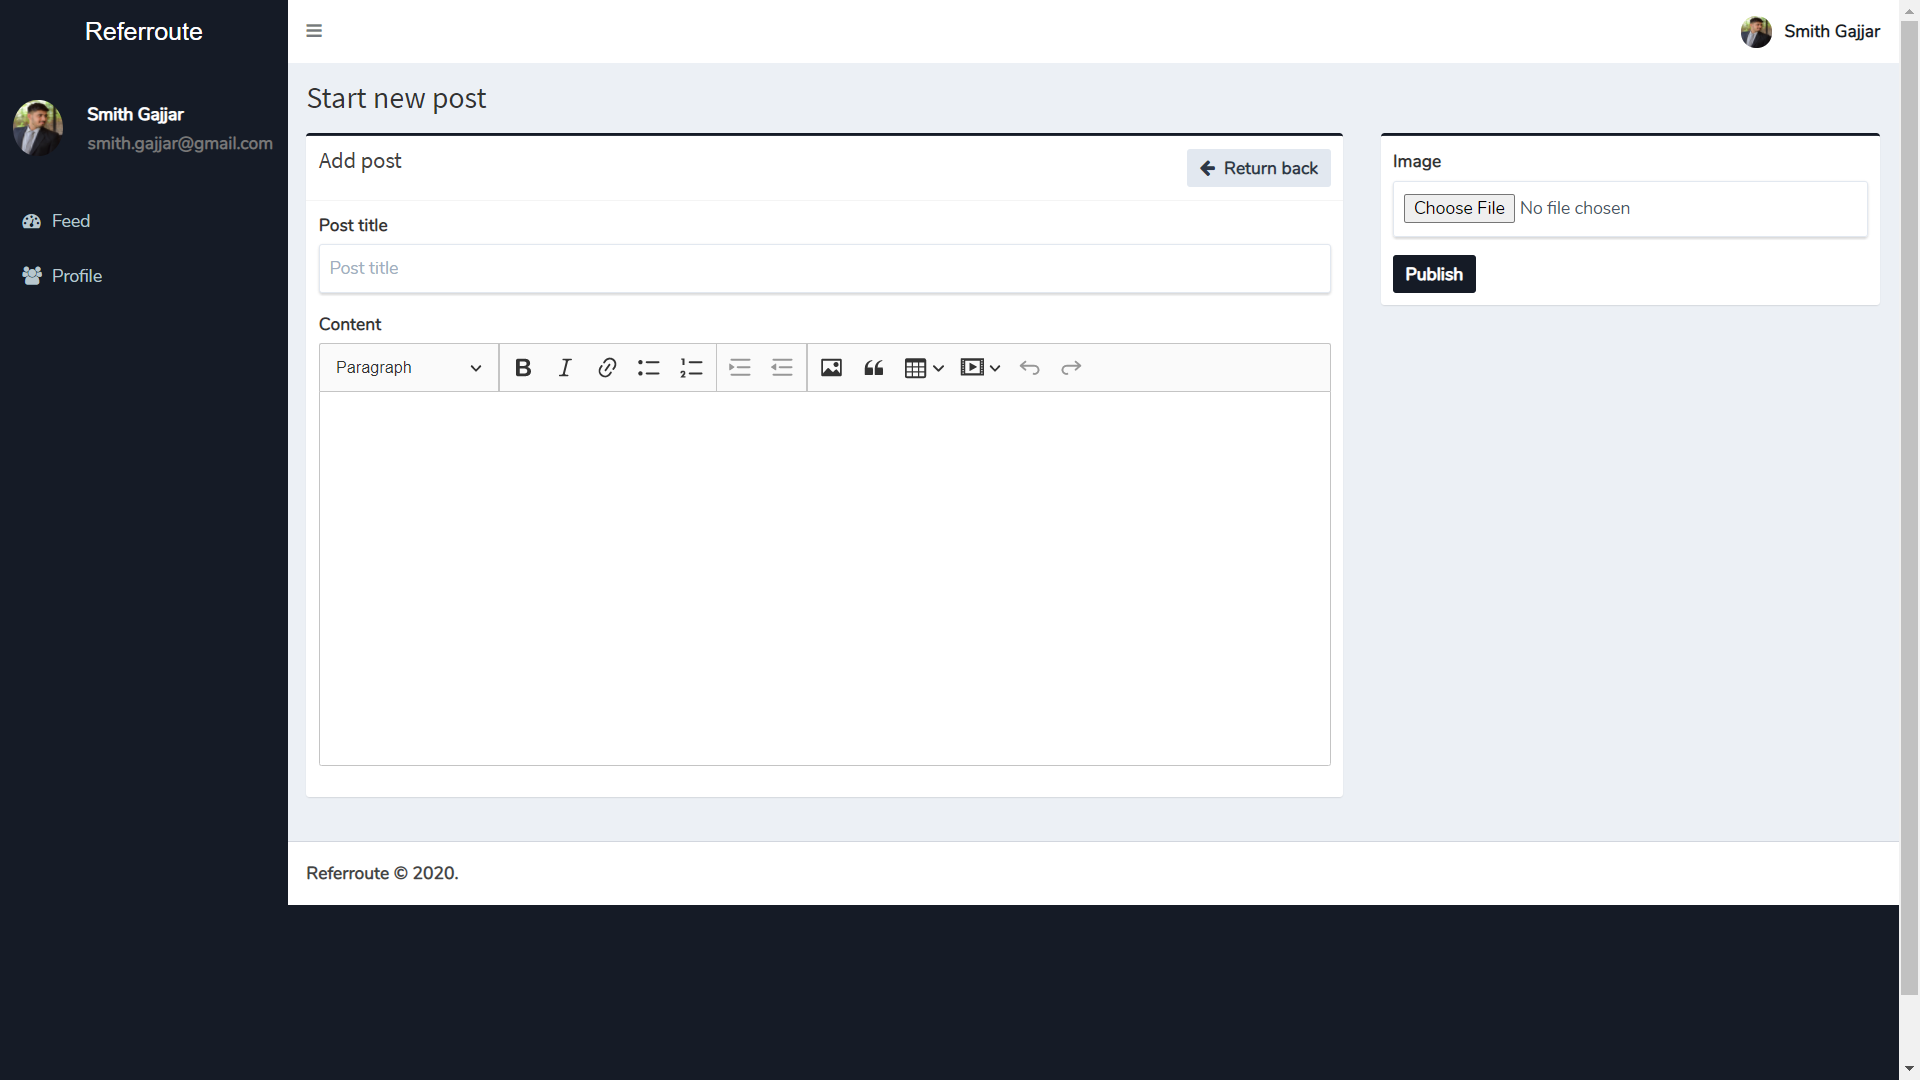 Referroute
Smith Gajjar
Smith Gajjar
smith.gajjar@gmail.com
Feed
Profile
Start new post
Add post
Return back
Post title
Post title
Content
Paragraph
Image
Choose File No file chosen
Publish
Referroute © 2020.